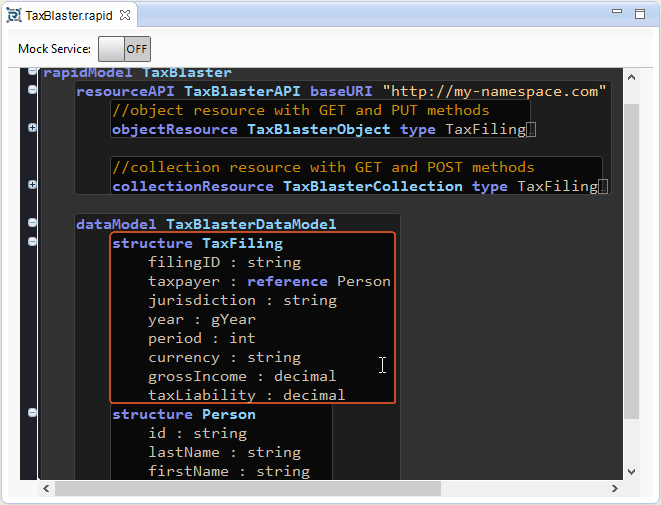 TaxBlaster.rapid
Mock Service: OFF
rapidModel TaxBlaster
resourceAPI TaxBlasterAPI baseURI "http://my-namespace.com"
//object resource with GET and PUT methods
objectResource TaxBlasterObject type TaxFiling
//collection resource with GET and POST methods
collectionResource TaxBlasterCollection type TaxFiling
dataModel TaxBlasterDataModel
structure TaxFiling
filingID : string
taxpayer : reference Person
jurisdiction : string
year : gYear
period : int
currency : string
grossIncome : decimal
taxLiability : decimal
structure Person
id : string
lastName : string
firstName : string